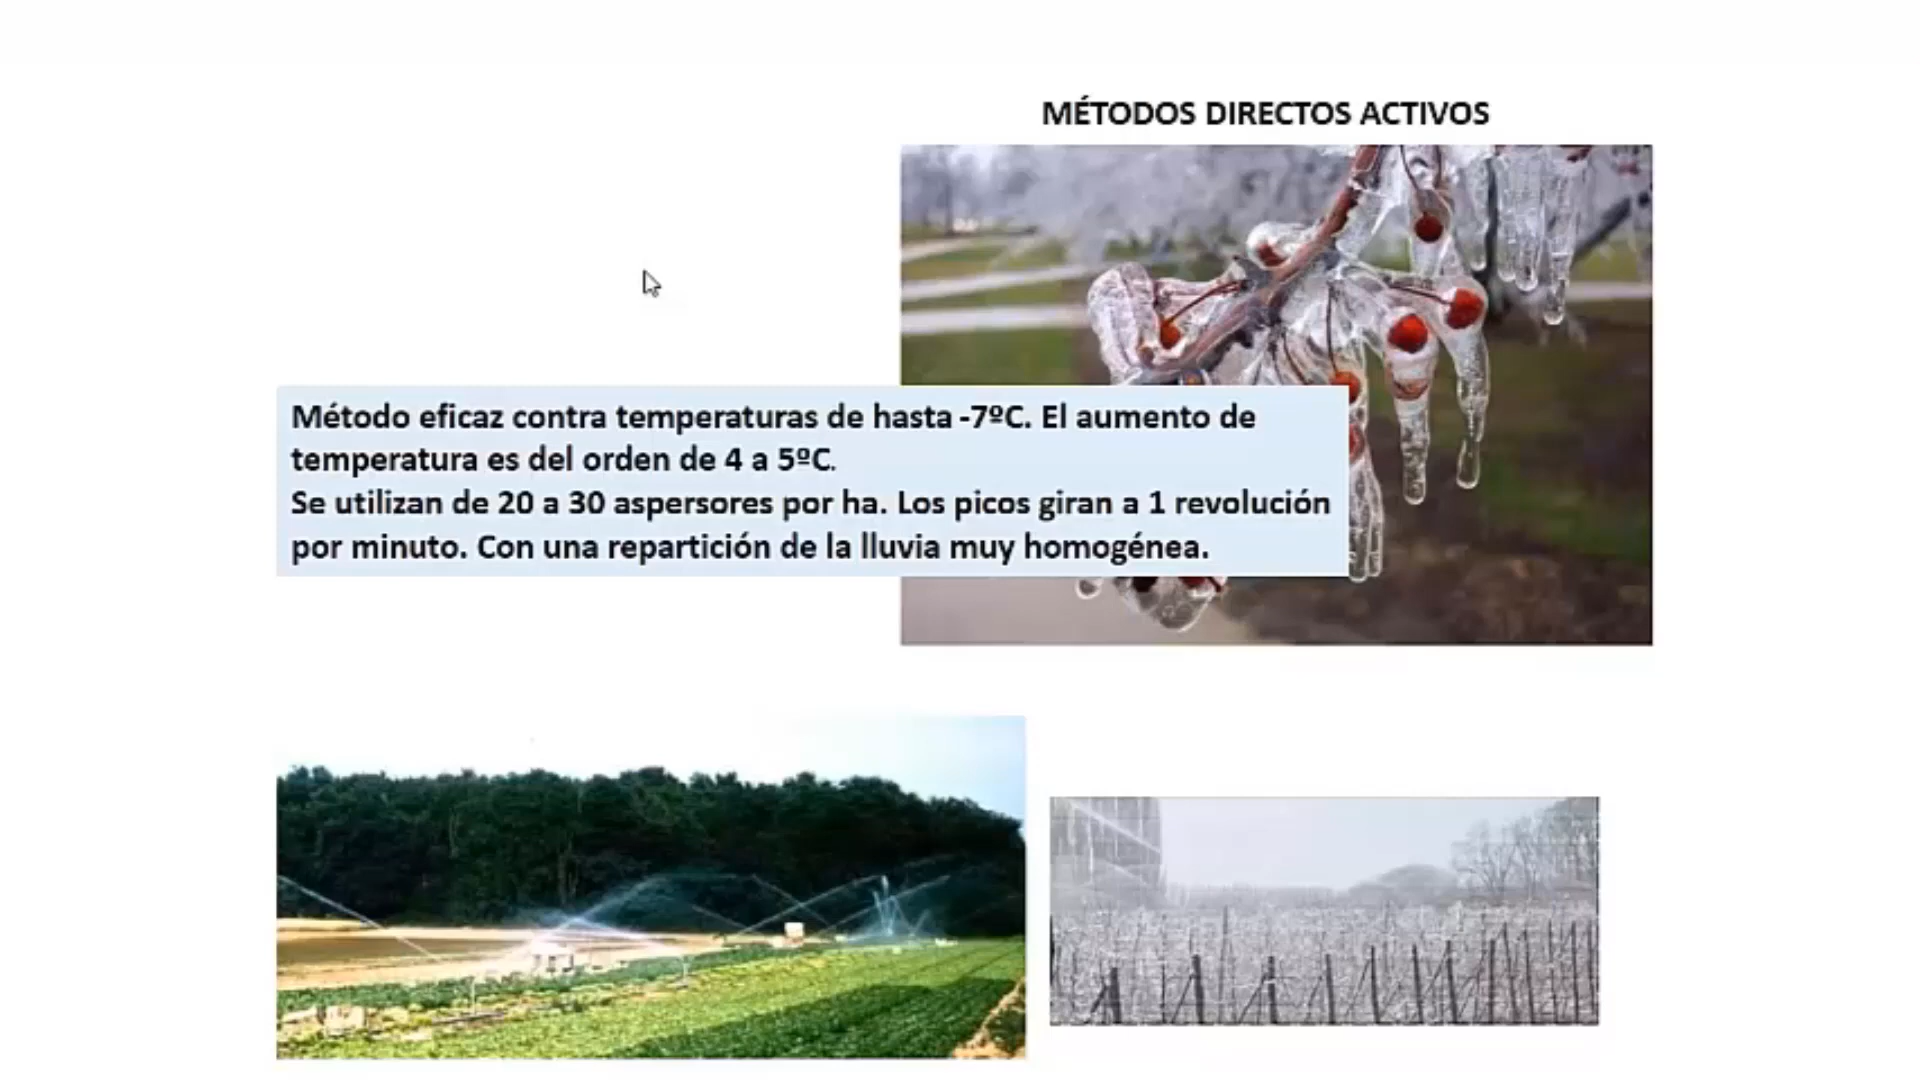 MÉTODOS DIRECTOS ACTIVOS
Método eficaz contra temperaturas de hasta -7ºC. El aumento de
temperatura es del orden de 4 a 5ºC.
Se utilizan de 20 a 30 aspersores por ha. Los picos giran a 1 revolución
por minuto. Con una repartición de la lluvia muy homogénea.